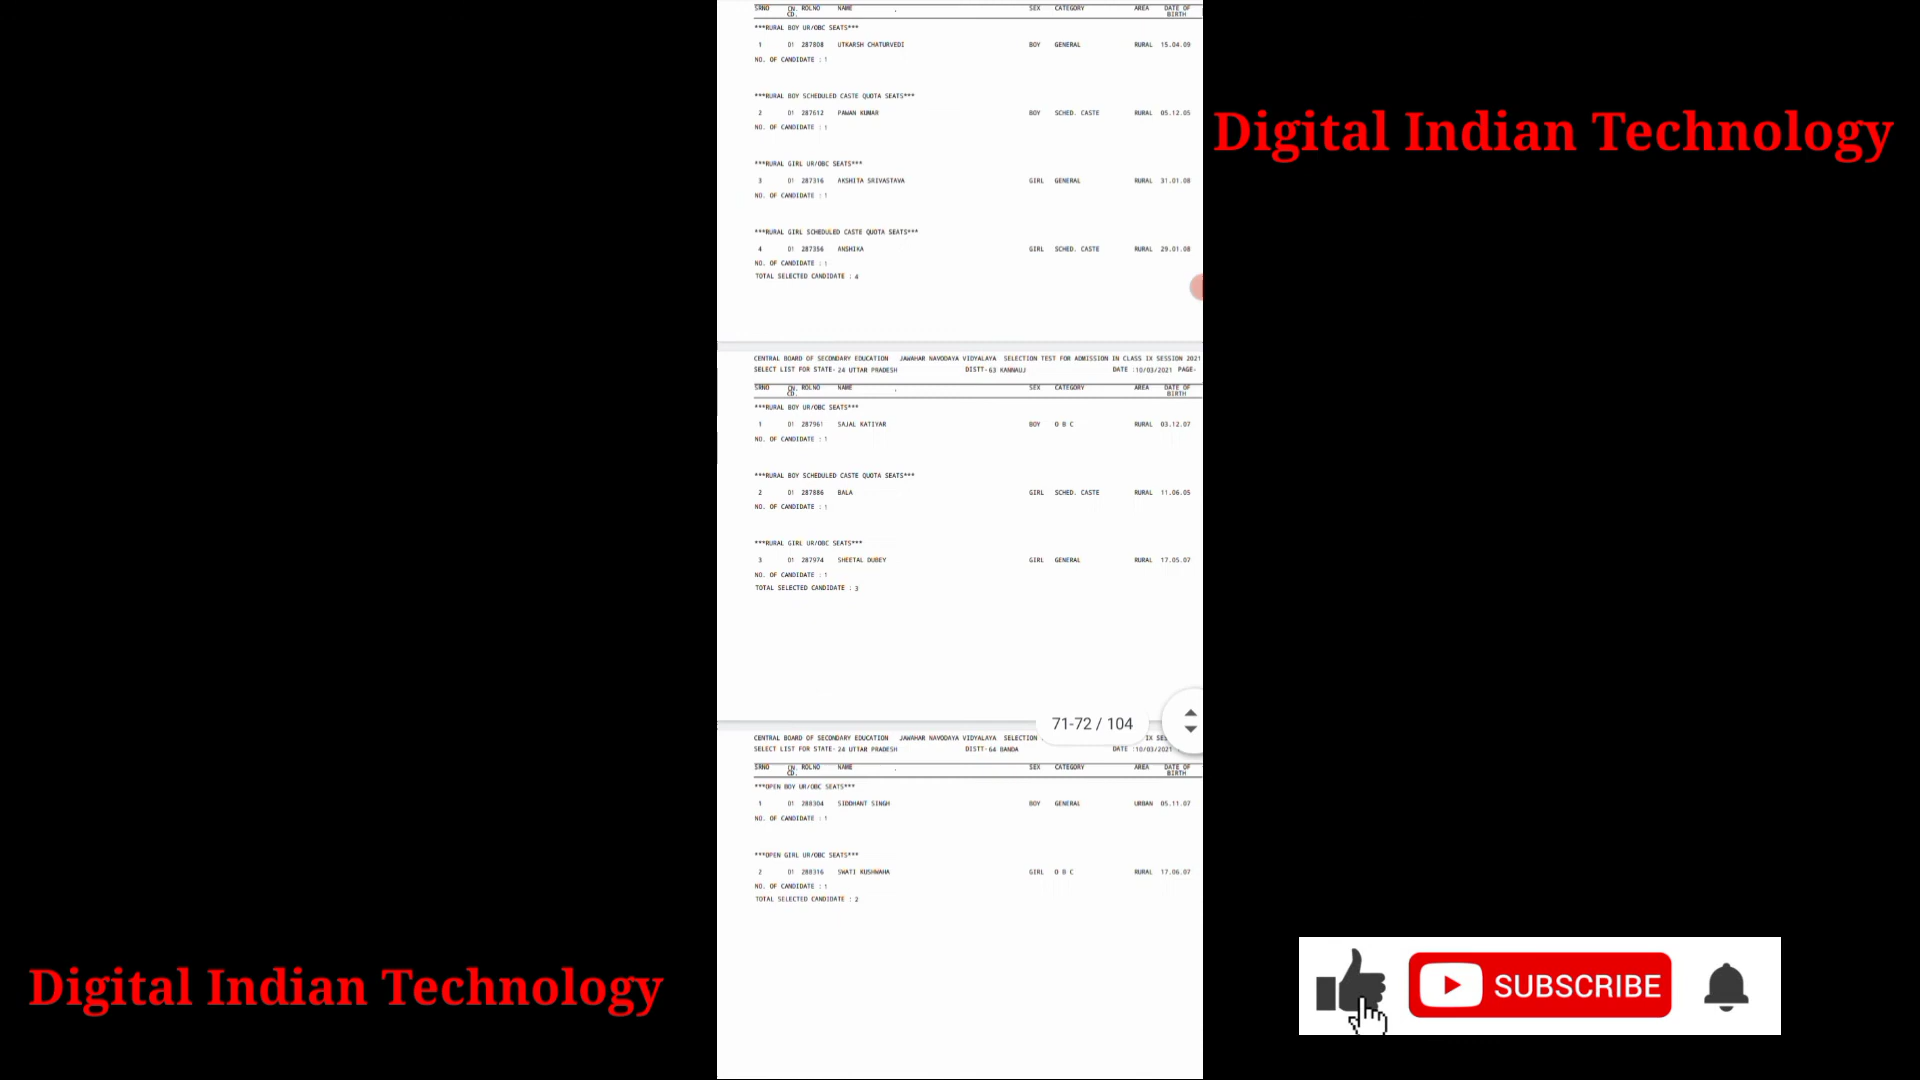 SRNO CN. CD. ROLNO NAME . SEX CATEGORY AREA DATE OF BIRTH
***RURAL BOY UR/OBC SEATS***
1 01 287808 UTKARSH CHATURVEDI BOY GENERAL RURAL 15.04.09
NO. OF CANDIDATE : 1
***RURAL BOY SCHEDULED CASTE QUOTA SEATS***
2 01 287612 PAWAN KUMAR BOY SCHED. CASTE RURAL 05.12.05
NO. OF CANDIDATE : 1
***RURAL GIRL UR/OBC SEATS***
3 01 287316 AKSHITA SRIVASTAVA GIRL GENERAL RURAL 31.01.08
NO. OF CANDIDATE : 1
***RURAL GIRL SCHEDULED CASTE QUOTA SEATS***
4 01 287356 ANSHIKA GIRL SCHED. CASTE RURAL 29.01.08
NO. OF CANDIDATE : 1
TOTAL SELECTED CANDIDATE : 4
CENTRAL BOARD OF SECONDARY EDUCATION JAWAHAR NAVODAYA VIDYALAYA SELECTION TEST FOR ADMISSION IN CLASS IX SESSION 2021
SELECT LIST FOR STATE- 24 UTTAR PRADESH DISTT- 63 KANNAUJ DATE :10/03/2021 PAGE-
SRNO CN. CD. ROLNO NAME . SEX CATEGORY AREA DATE OF BIRTH
***RURAL BOY UR/OBC SEATS***
1 01 287961 SAJAL KATIYAR BOY O B C RURAL 03.12.07
NO. OF CANDIDATE : 1
***RURAL BOY SCHEDULED CASTE QUOTA SEATS***
2 01 287886 BALA GIRL SCHED. CASTE RURAL 11.06.05
NO. OF CANDIDATE : 1
***RURAL GIRL UR/OBC SEATS***
3 01 287974 SHEETAL DUBEY GIRL GENERAL RURAL 17.05.07
NO. OF CANDIDATE : 1
TOTAL SELECTED CANDIDATE : 3
71-72 / 104
CENTRAL BOARD OF SECONDARY EDUCATION JAWAHAR NAVODAYA VIDYALAYA SELECTION IX
SELECT LIST FOR STATE- 24 UTTAR PRADESH DISTT- 64 BANDA DATE :10/03/2021
SRNO CN. CD. ROLNO NAME . SEX CATEGORY AREA DATE OF BIRTH
***OPEN BOY UR/OBC SEATS***
1 01 288304 SIDDHANT SINGH BOY GENERAL URBAN 05.11.07
NO. OF CANDIDATE : 1
***OPEN GIRL UR/OBC SEATS***
2 01 288316 SWATI KUSHWAHA GIRL O B C RURAL 17.06.07
NO. OF CANDIDATE : 1
TOTAL SELECTED CANDIDATE : 2
Digital Indian Technology
Digital Indian Technology
SUBSCRIBE